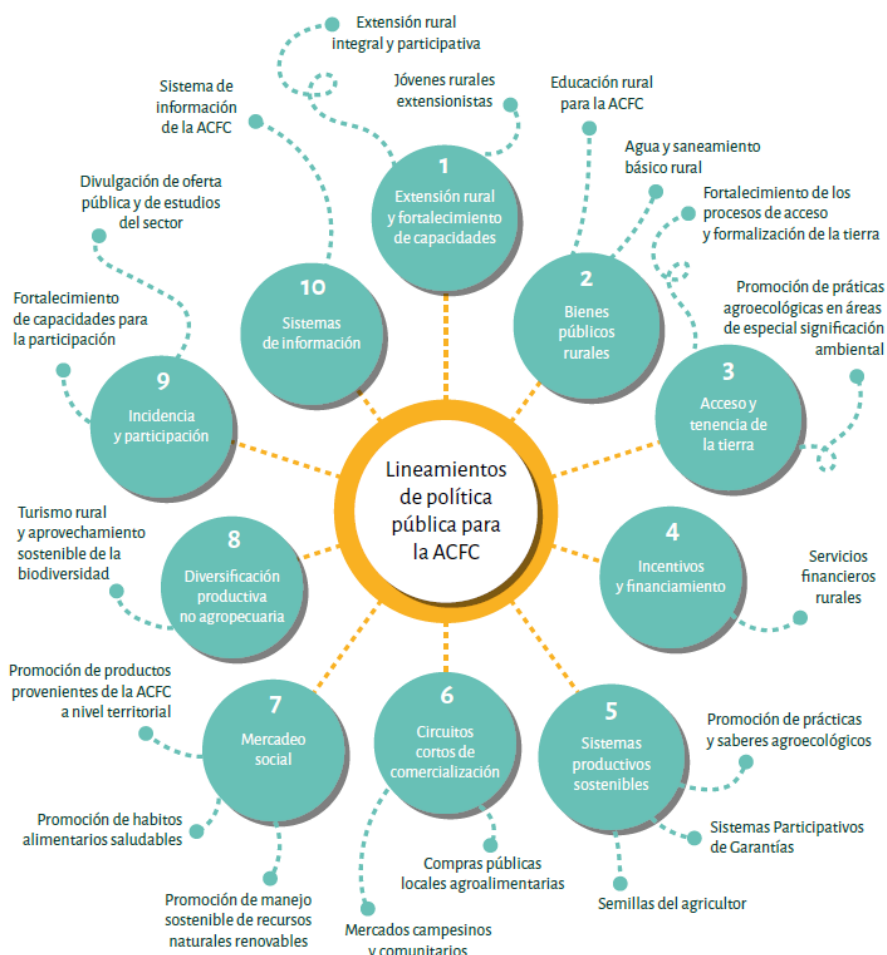 Lineamientos
de política
pública para
la ACFC
1
Extensión rural
y fortalecimiento
de capacidades
Extensión rural
integral y participativa
Jóvenes rurales
extensionistas
2
Bienes
públicos
rurales
Educación rural
para la ACFC
Agua y saneamiento
básico rural
3
Acceso y
tenencia de
la tierra
Fortalecimiento de los
procesos de acceso
y formalización de la tierra
Promoción de práticas
agroecológicas en áreas
de especial significación
ambiental
4
Incentivos
y financiamiento
Servicios
financieros
rurales
5
Sistemas
productivos
sostenibles
Promoción de prácticas
y saberes agroecológicos
Sistemas Participativos
de Garantías
Semillas del agricultor
6
Circuitos
cortos de
comercialización
Compras públicas
locales agroalimentarias
Mercados campesinos
y comunitarios
7
Mercadeo
social
Promoción de productos
provenientes de la ACFC
a nivel territorial
Promoción de habitos
alimentarios saludables
Promoción de manejo
sostenible de recursos
naturales renovables
8
Diversificación
productiva
no agropecuaria
Turismo rural
y aprovechamiento
sostenible de la
biodiversidad
9
Incidencia
y participación
Divulgación de oferta
pública y de estudios
del sector
Fortalecimiento
de capacidades para
la participación
10
Sistemas
de información
Sistema de
información
de la ACFC